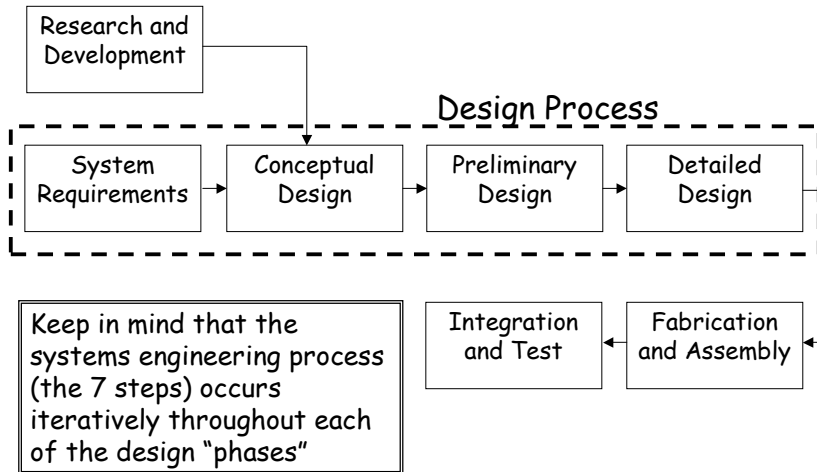 Research and
Development
Design Process
System
Requirements
Conceptual
Design
Preliminary
Design
Detailed
Design
Keep in mind that the
systems engineering process
(the 7 steps) occurs
iteratively throughout each
of the design “phases”
Integration
and Test
Fabrication
and Assembly